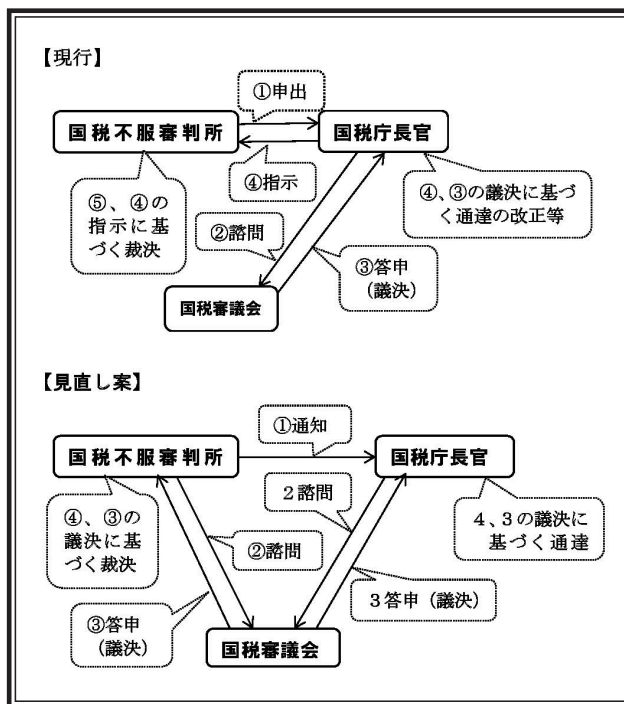 【現行】
①申出
国税不服審判所
国税庁長官
④指示
⑤、④の
指示に基
づく裁決
④、③の議決に基づ
く通達の改正等
②諮問
③答申
（議決）
国税審議会
【見直し案】
①通知
国税不服審判所
国税庁長官
２諮問
④、③の
議決に基
づく裁決
②諮問
４、３の議決に
基づく通達
③答申
（議決）
３答申（議決）
国税審議会